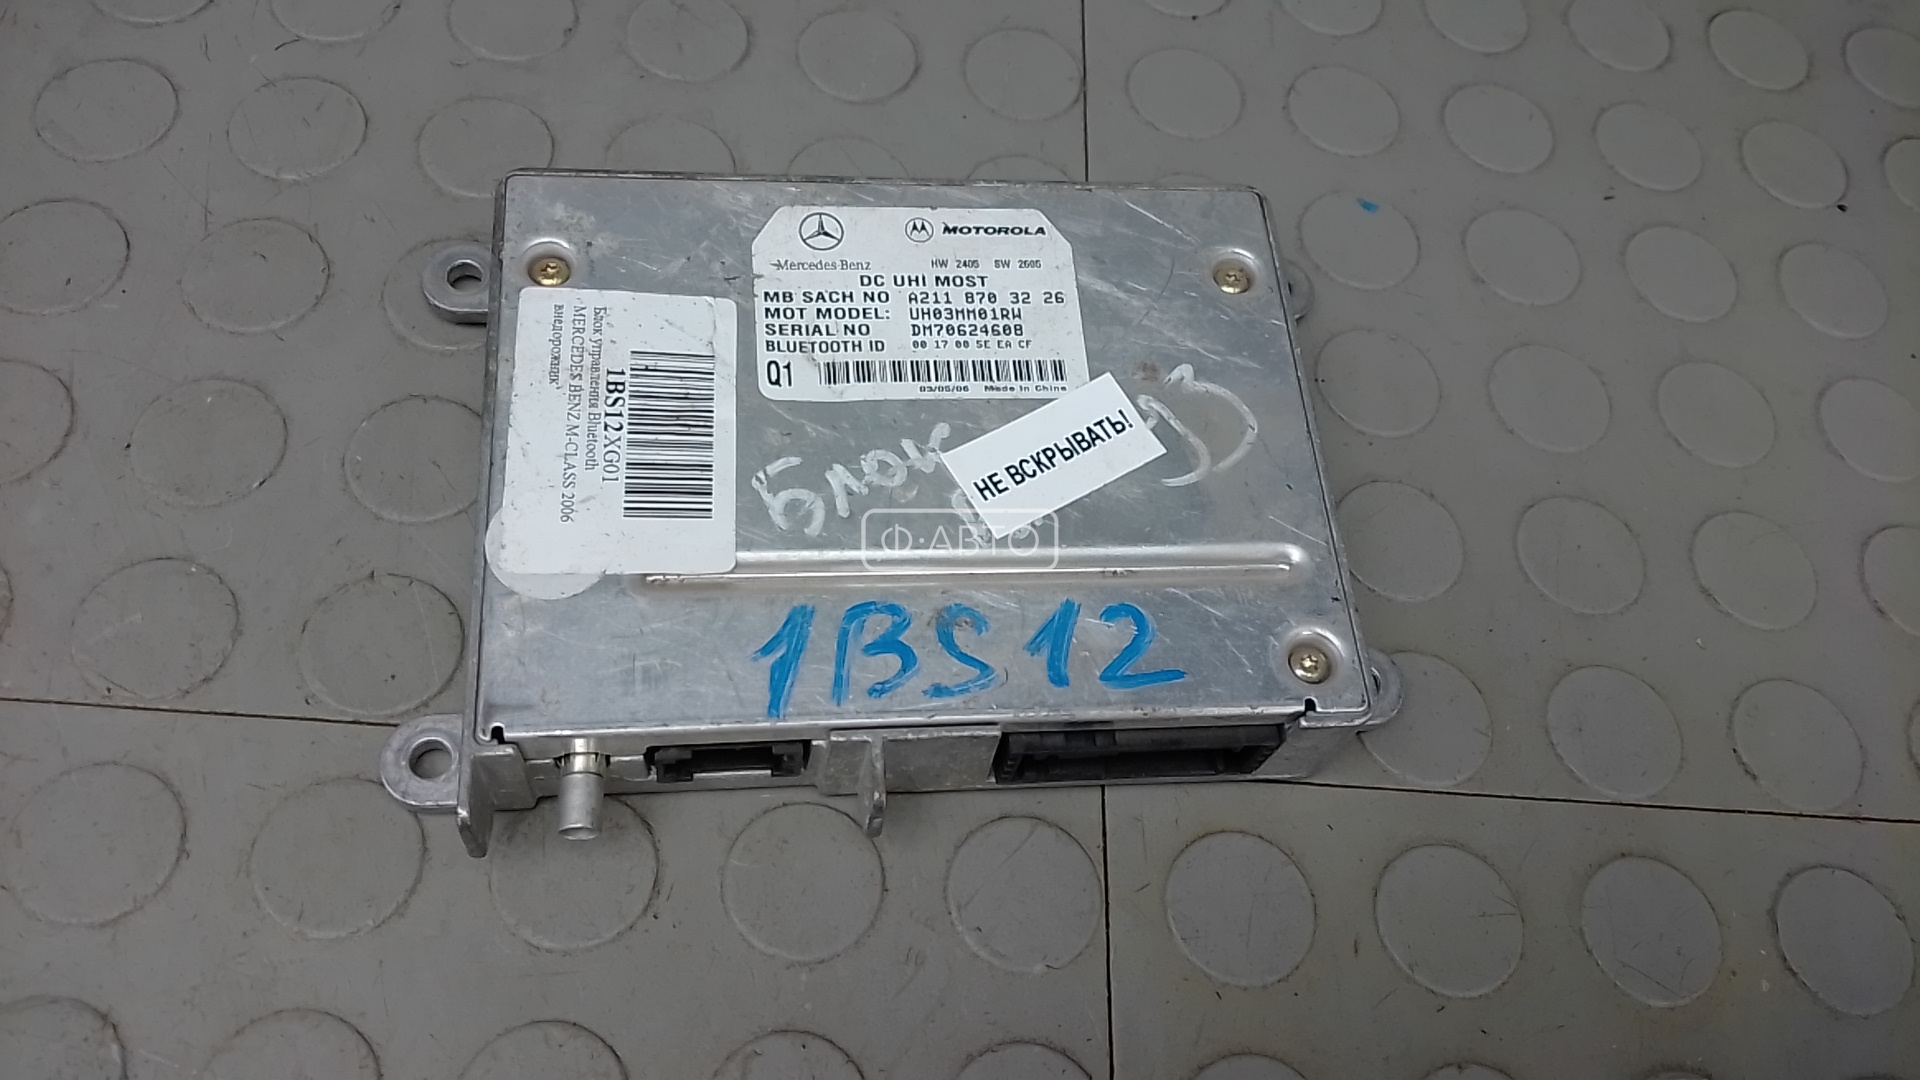 MOTOROLA
Mercedes-Benz
HW 2405 SW 2605
DC UHI MOST
MB SACH NO A211 870 32 26
MOT MODEL: UH03MM01RW
SERIAL NO DM70624608
BLUETOOTH ID 00 17 00 5E EA CF
Q1
03/05/06 Made in China
1BS12XG01
Блок управления Bluetooth
MERCEDES BENZ M-CLASS 2006
внедорожник
Блок
НЕ ВСКРЫВАТЬ!
Ф·АВТО
1BS12